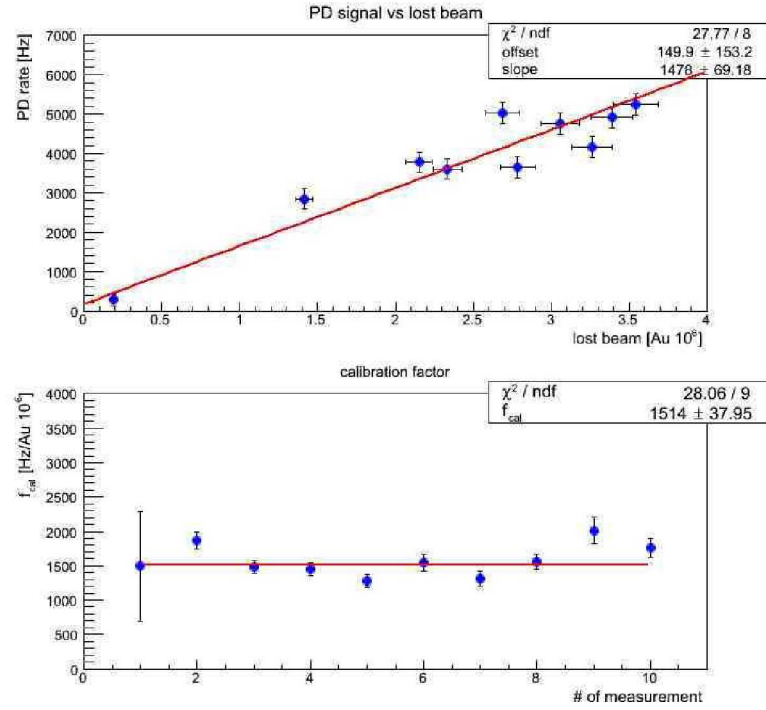 PD signal vs lost beam
χ² / ndf 27.77 / 8
offset 149.9 ± 153.2
slope 1478 ± 69.18
PD rate [Hz]
7000
6000
5000
4000
3000
2000
1000
0
0 0.5 1 1.5 2 2.5 3 3.5 4
lost beam [Au 10⁶]
calibration factor
χ² / ndf 28.06 / 9
f_cal 1514 ± 37.95
f_cal [Hz/Au 10⁶]
4000
3500
3000
2500
2000
1500
1000
500
0
0 2 4 6 8 10
# of measurement